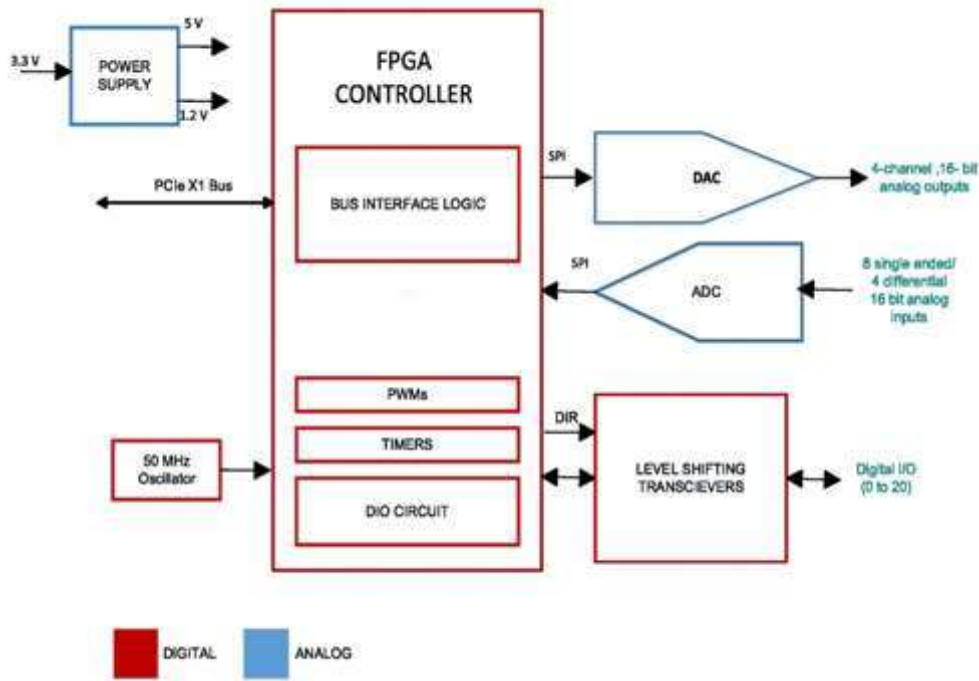 5 V
3.3 V
POWER
SUPPLY
1.2 V
FPGA
CONTROLLER
PCIe X1 Bus
BUS INTERFACE LOGIC
SPI
DAC
4-channel ,16- bit
analog outputs
SPI
ADC
8 single ended/
4 differential
16 bit analog
inputs
PWMs
TIMERS
DIO CIRCUIT
50 MHz
Oscillator
DIR
LEVEL SHIFTING
TRANSCIEVERS
Digital I/O
(0 to 20)
DIGITAL
ANALOG